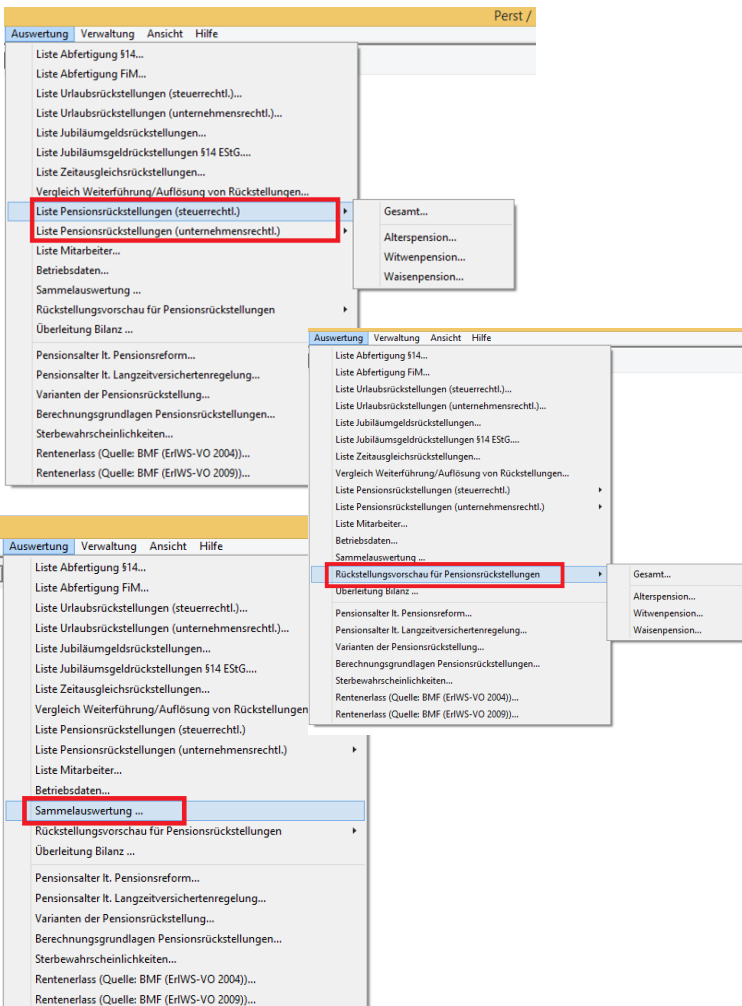 Perst /
Auswertung Verwaltung Ansicht Hilfe
Liste Abfertigung §14...
Liste Abfertigung FiM...
Liste Urlaubsrückstellungen (steuerrechtl.)...
Liste Urlaubsrückstellungen (unternehmensrechtl.)...
Liste Jubiläumgeldsrückstellungen...
Liste Jubiläumsgeldrückstellungen §14 EStG....
Liste Zeitausgleichsrückstellungen...
Vergleich Weiterführung/Auflösung von Rückstellungen...
Liste Pensionsrückstellungen (steuerrechtl.)
Liste Pensionsrückstellungen (unternehmensrechtl.)
Liste Mitarbeiter...
Betriebsdaten...
Sammelauswertung ...
Rückstellungsvorschau für Pensionsrückstellungen
Überleitung Bilanz ...
Pensionsalter lt. Pensionsreform...
Pensionsalter lt. Langzeitversichertenregelung...
Varianten der Pensionsrückstellung...
Berechnungsgrundlagen Pensionsrückstellungen...
Sterbewahrscheinlichkeiten...
Rentenerlass (Quelle: BMF (ErlWS-VO 2004))...
Rentenerlass (Quelle: BMF (ErlWS-VO 2009))...
Gesamt...
Alterspension...
Witwenpension...
Waisenpension...
Auswertung Verwaltung Ansicht Hilfe
Liste Abfertigung §14...
Liste Abfertigung FiM...
Liste Urlaubsrückstellungen (steuerrechtl.)...
Liste Urlaubsrückstellungen (unternehmensrechtl.)...
Liste Jubiläumgeldsrückstellungen...
Liste Jubiläumsgeldrückstellungen §14 EStG....
Liste Zeitausgleichsrückstellungen...
Vergleich Weiterführung/Auflösung von Rückstellungen...
Liste Pensionsrückstellungen (steuerrechtl.)
Liste Pensionsrückstellungen (unternehmensrechtl.)
Liste Mitarbeiter...
Betriebsdaten...
Sammelauswertung ...
Rückstellungsvorschau für Pensionsrückstellungen
Überleitung Bilanz ...
Pensionsalter lt. Pensionsreform...
Pensionsalter lt. Langzeitversichertenregelung...
Varianten der Pensionsrückstellung...
Berechnungsgrundlagen Pensionsrückstellungen...
Sterbewahrscheinlichkeiten...
Rentenerlass (Quelle: BMF (ErlWS-VO 2004))...
Rentenerlass (Quelle: BMF (ErlWS-VO 2009))...
Gesamt...
Alterspension...
Witwenpension...
Waisenpension...
Auswertung Verwaltung Ansicht Hilfe
Liste Abfertigung §14...
Liste Abfertigung FiM...
Liste Urlaubsrückstellungen (steuerrechtl.)...
Liste Urlaubsrückstellungen (unternehmensrechtl.)...
Liste Jubiläumgeldsrückstellungen...
Liste Jubiläumsgeldrückstellungen §14 EStG....
Liste Zeitausgleichsrückstellungen...
Vergleich Weiterführung/Auflösung von Rückstellungen
Liste Pensionsrückstellungen (steuerrechtl.)
Liste Pensionsrückstellungen (unternehmensrechtl.)
Liste Mitarbeiter...
Betriebsdaten...
Sammelauswertung ...
Rückstellungsvorschau für Pensionsrückstellungen
Überleitung Bilanz ...
Pensionsalter lt. Pensionsreform...
Pensionsalter lt. Langzeitversichertenregelung...
Varianten der Pensionsrückstellung...
Berechnungsgrundlagen Pensionsrückstellungen...
Sterbewahrscheinlichkeiten...
Rentenerlass (Quelle: BMF (ErlWS-VO 2004))...
Rentenerlass (Quelle: BMF (ErlWS-VO 2009))...